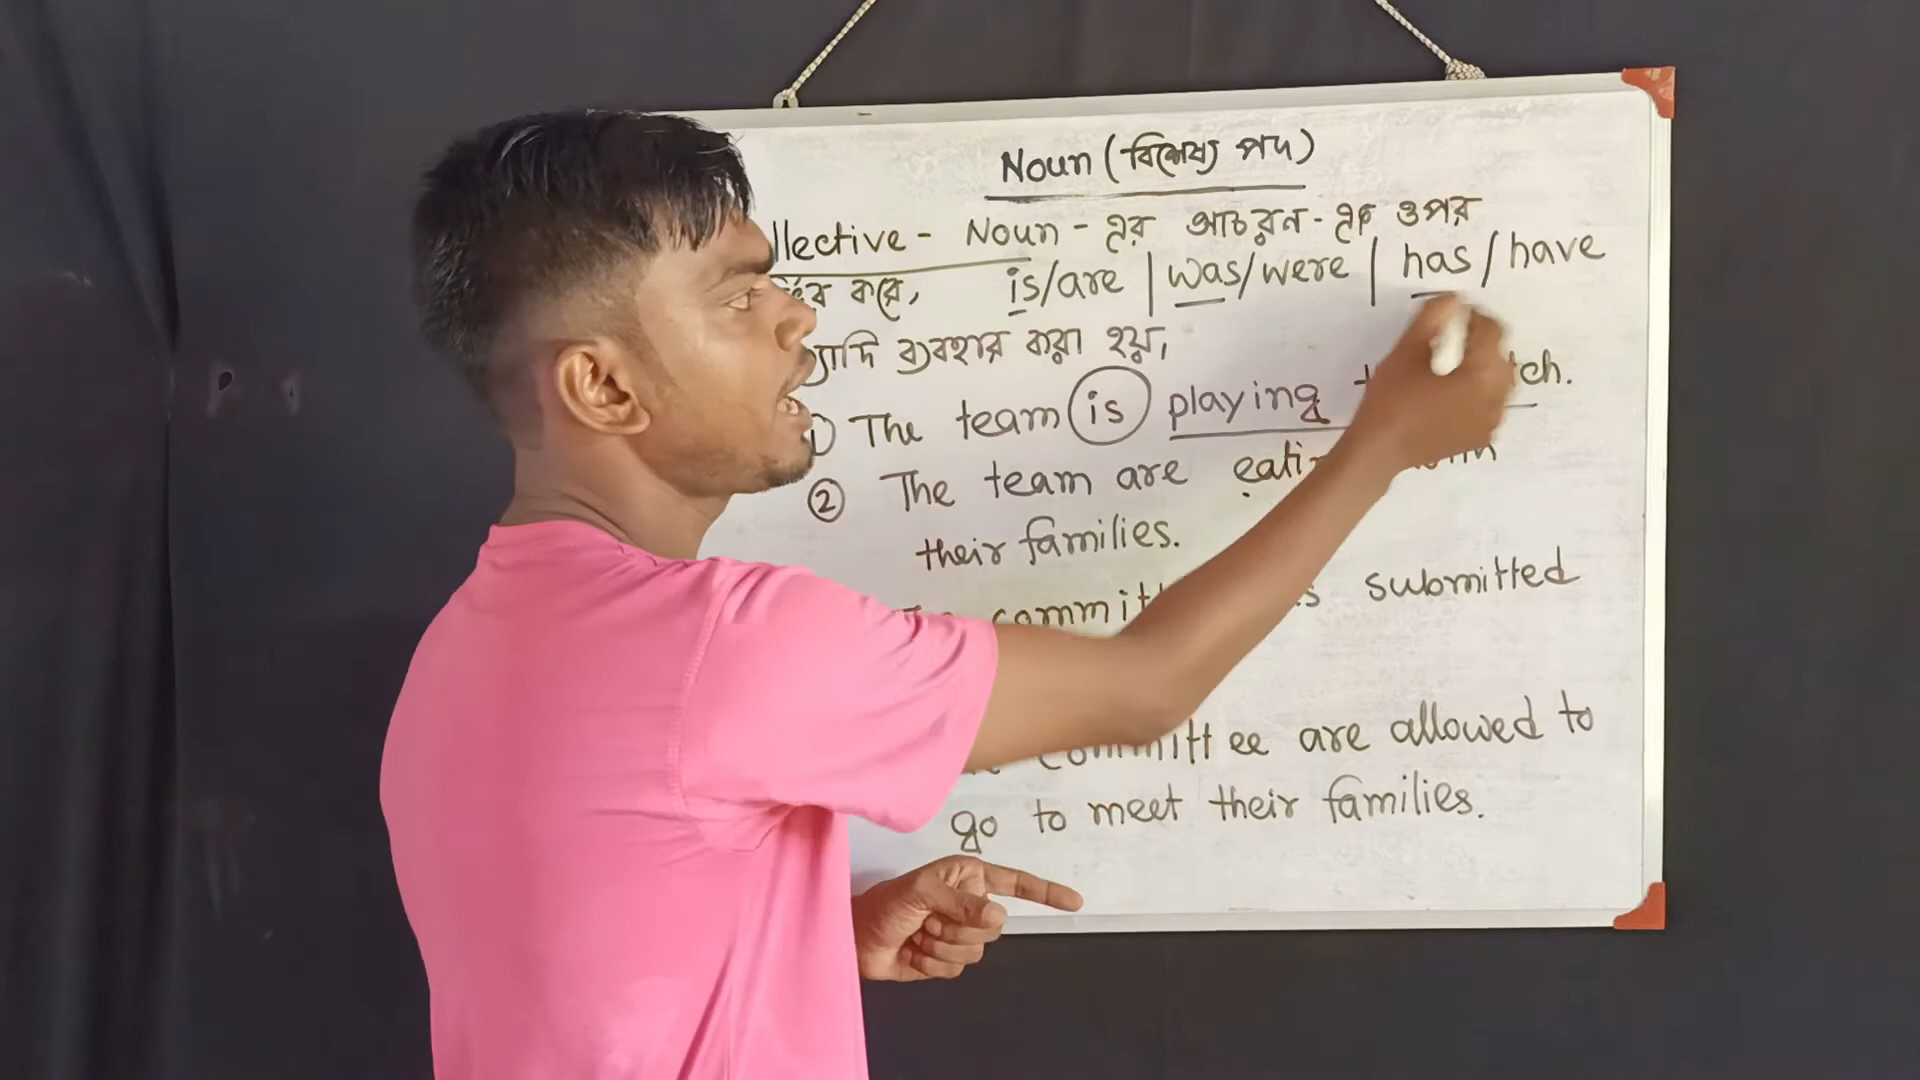 Noun (বিশেষ্য পদ)
llective - Noun - এর আচরন - এর ওপর
করে, is/are | was/were | has/have
ব্যবহার করা হয়,
The team is playing
② The team are
their families.
submitted
are allowed to
go to meet their families.